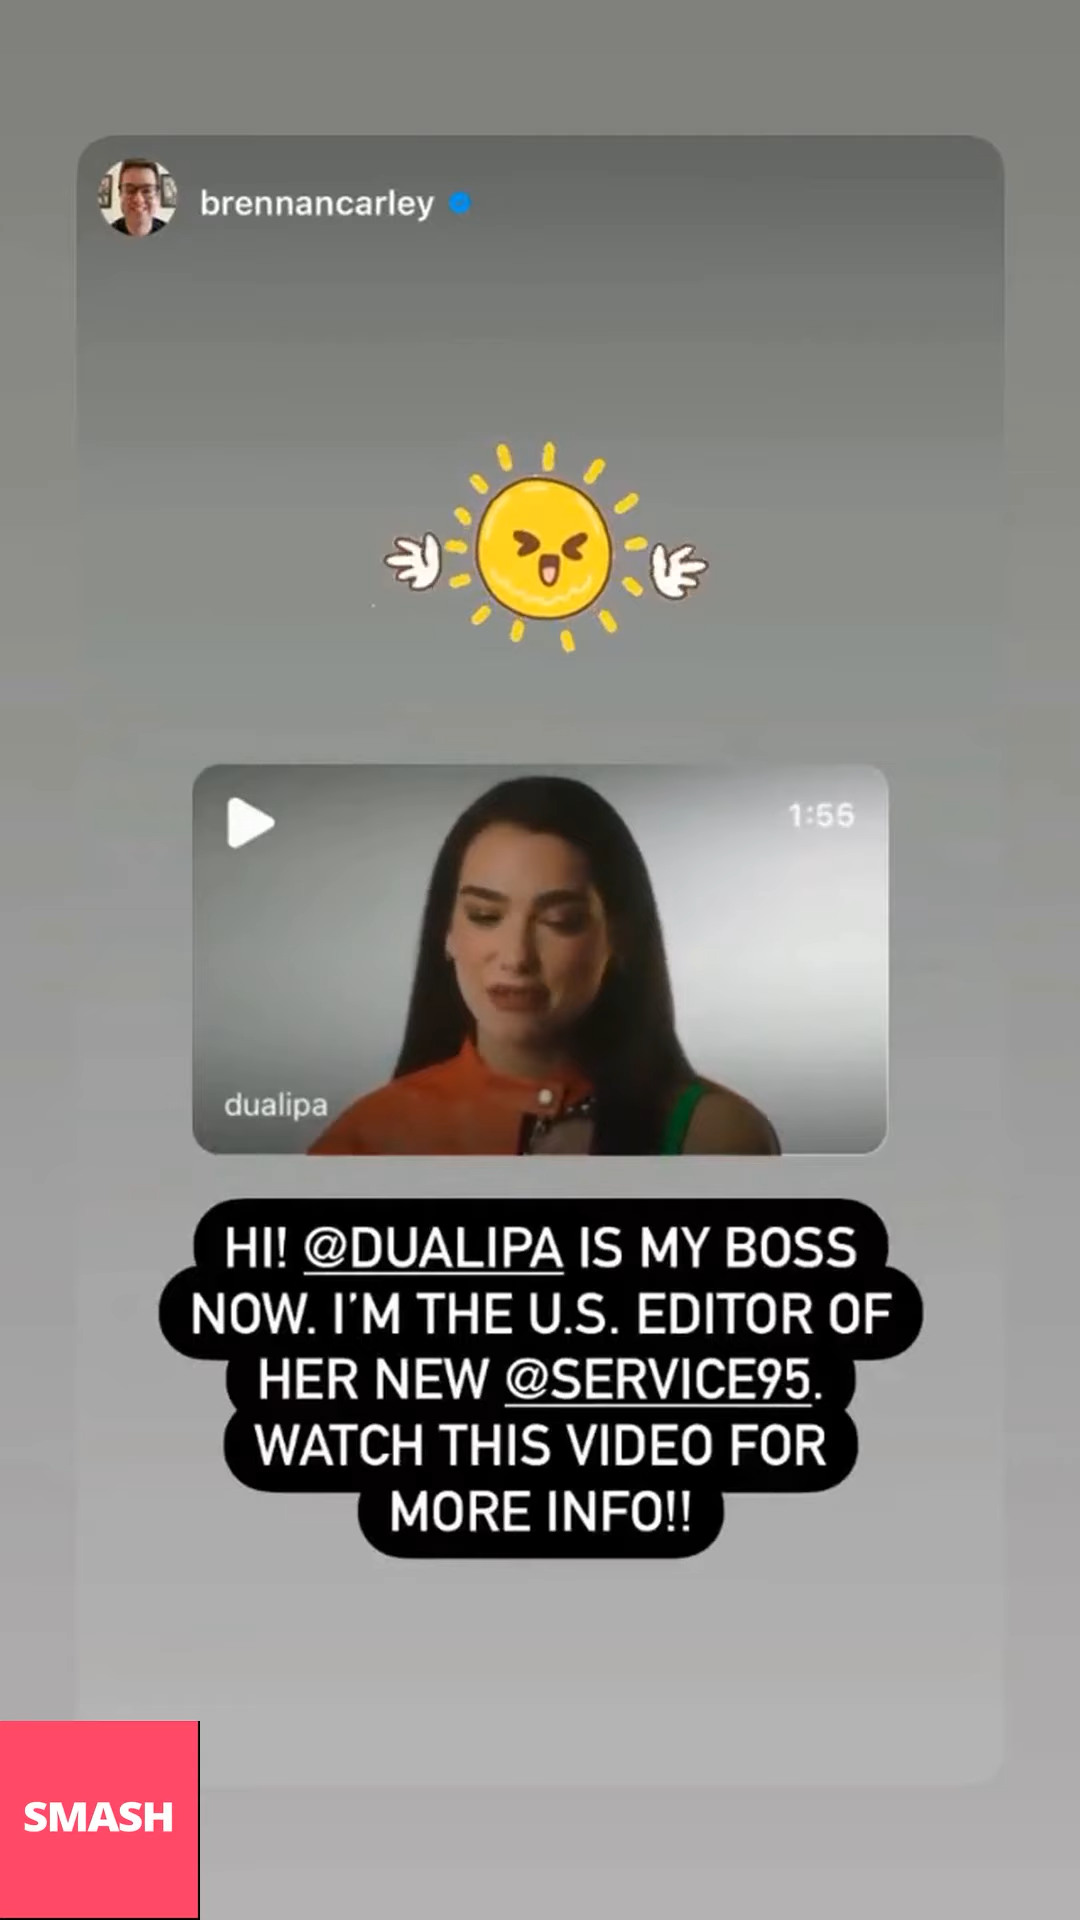 brennancarley
1:56
dualipa
HI! @DUALIPA IS MY BOSS
NOW. I'M THE U.S. EDITOR OF
HER NEW @SERVICE95.
WATCH THIS VIDEO FOR
MORE INFO!!
SMASH